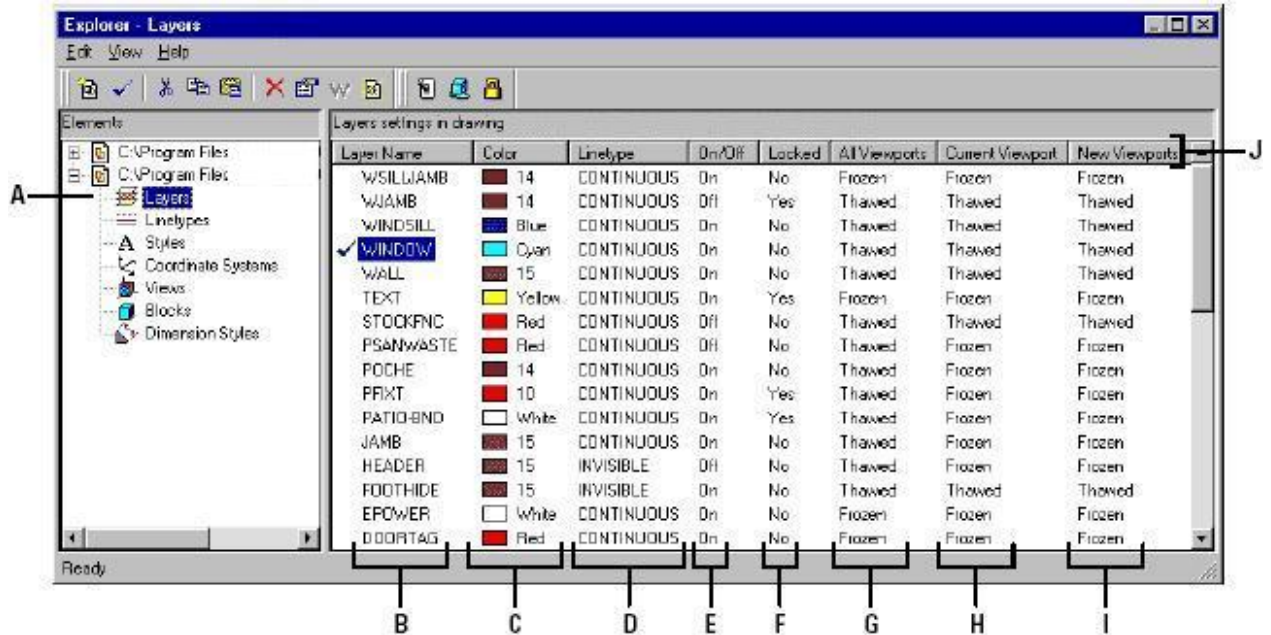 Explorer - Layers
Edit View Help
Elements
Layers settings in drawing
C:\Program Files
C:\Program Files
Layers
Linetypes
Styles
Coordinate Systems
Views
Blocks
Dimension Styles
Layer Name Color Linetype On/Off Locked All Viewports Current Viewport New Viewports
WSILLJAMB 14 CONTINUOUS On No Frozen Frozen Frozen
WJAMB 14 CONTINUOUS Off Yes Thawed Thawed Thawed
WINDSILL Blue CONTINUOUS On No Thawed Thawed Thawed
WINDOW Cyan CONTINUOUS On No Thawed Thawed Thawed
WALL 15 CONTINUOUS On No Thawed Thawed Thawed
TEXT Yellow CONTINUOUS On Yes Frozen Frozen Frozen
STOCKFNC Red CONTINUOUS Off No Thawed Thawed Thawed
PSANWASTE Red CONTINUOUS Off No Thawed Frozen Frozen
POCHE 14 CONTINUOUS On No Thawed Frozen Frozen
PFIXT 10 CONTINUOUS On Yes Thawed Frozen Frozen
PATIO-BND White CONTINUOUS On Yes Thawed Frozen Frozen
JAMB 15 CONTINUOUS On No Thawed Frozen Frozen
HEADER 15 INVISIBLE Off No Thawed Frozen Frozen
FOOTHIDE 15 INVISIBLE On No Thawed Thawed Thawed
EPOWER White CONTINUOUS On No Frozen Frozen Frozen
DOORTAG Red CONTINUOUS On No Frozen Frozen Frozen
Ready
A
J
B C D E F G H I